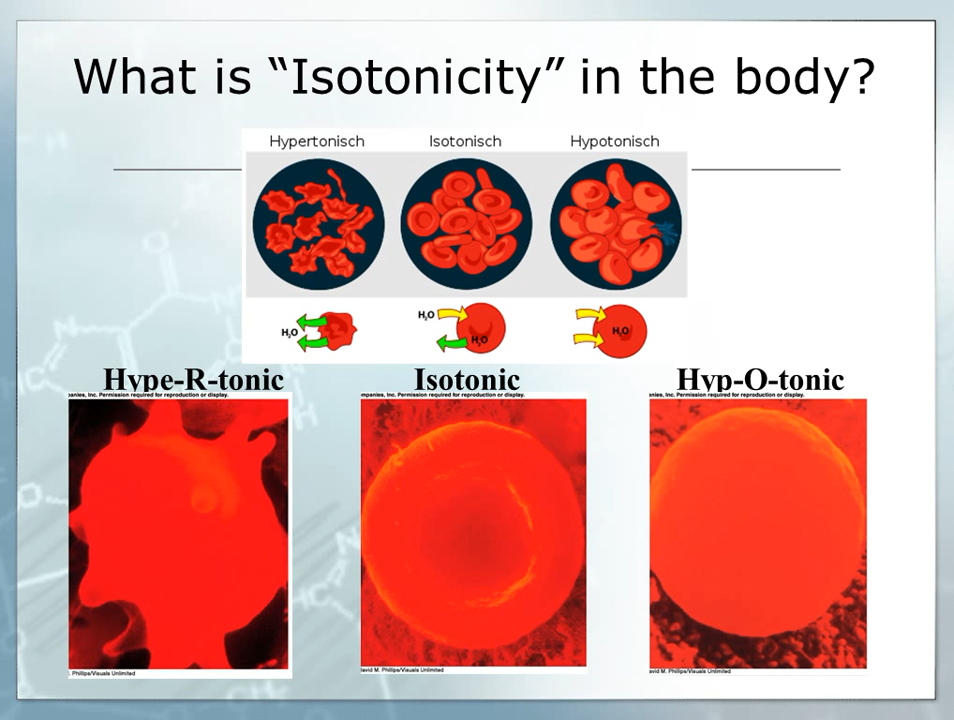 What is “Isotonicity” in the body?
Hypertonisch Isotonisch Hypotonisch
H₂O H₂O H₂O H₂O
Hype-R-tonic Isotonic Hyp-O-tonic
panies, Inc. Permission required for reproduction or display. mpanies, Inc. Permission required for reproduction or display. anies, Inc. Permission required for reproduction or display.
. Phillips/Visuals Unlimited avid M. Phillips/Visuals Unlimited avid M. Phillips/Visuals Unlimited